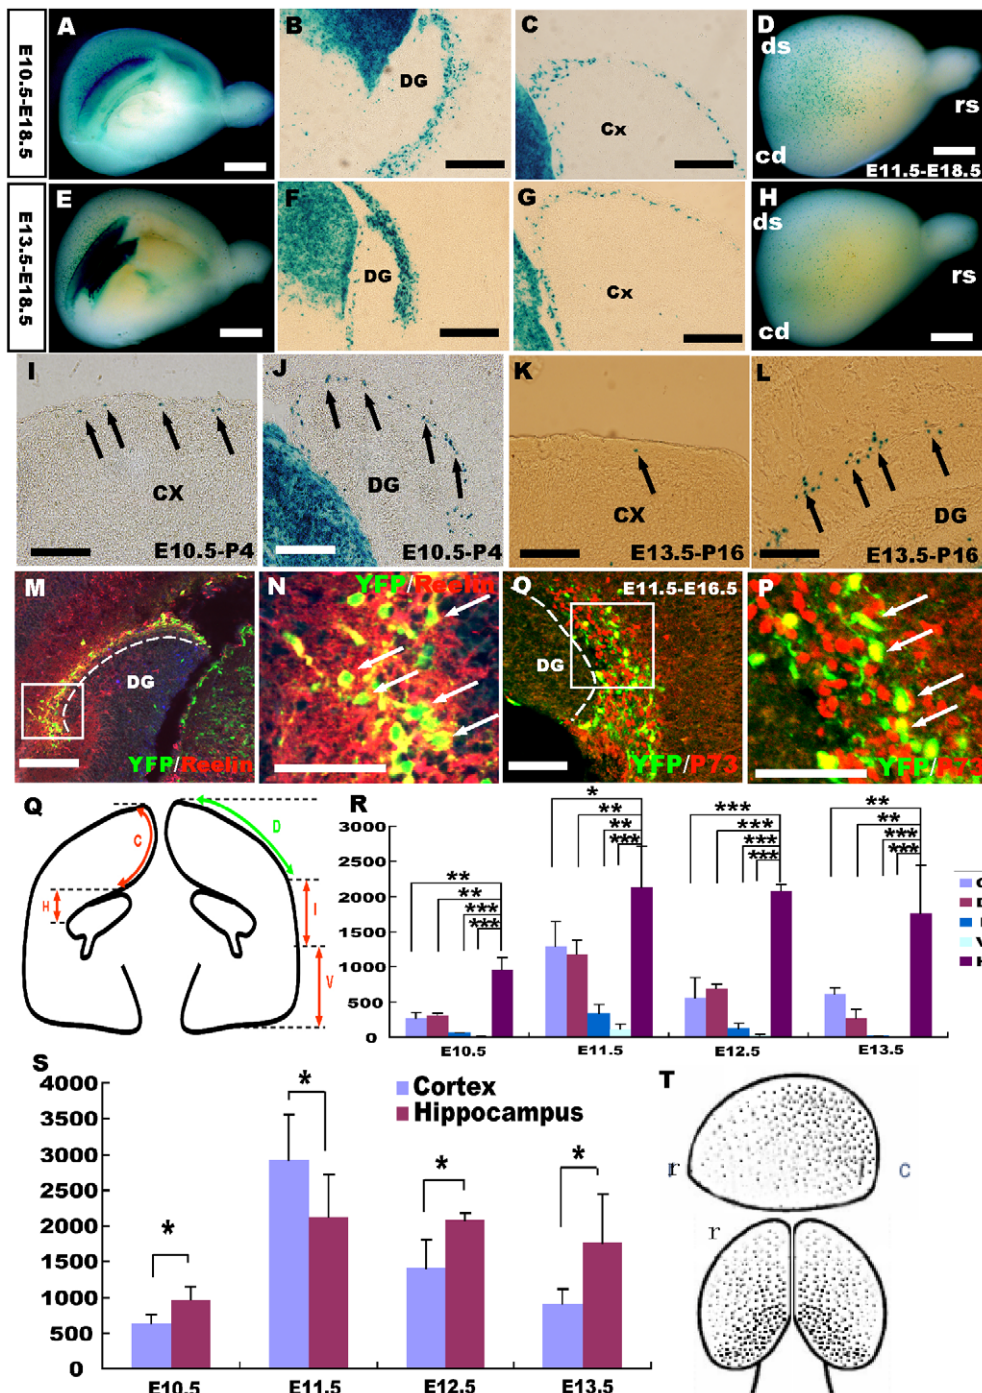 E10.5-E18.5
A
B
DG
C
Cx
D
ds
rs
cd
E11.5-E18.5
E13.5-E18.5
E
F
DG
G
Cx
H
ds
rs
cd
I
CX
E10.5-P4
J
DG
E10.5-P4
K
CX
E13.5-P16
L
DG
E13.5-P16
M
DG
YFP/Reelin
N
YFP/Reelin
O
E11.5-E16.5
DG
YFP/P73
P
YFP/P73
Q
C
D
H
I
V
R
3000
2500
2000
1500
1000
500
0
* ** ** ***
*** *** *** ***
** ** *** ***
** ** *** ***
E10.5 E11.5 E12.5 E13.5
S
4000
3500
3000
2500
2000
1500
1000
500
0
Cortex
Hippocampus
* * * *
E10.5 E11.5 E12.5 E13.5
T
r
c
r